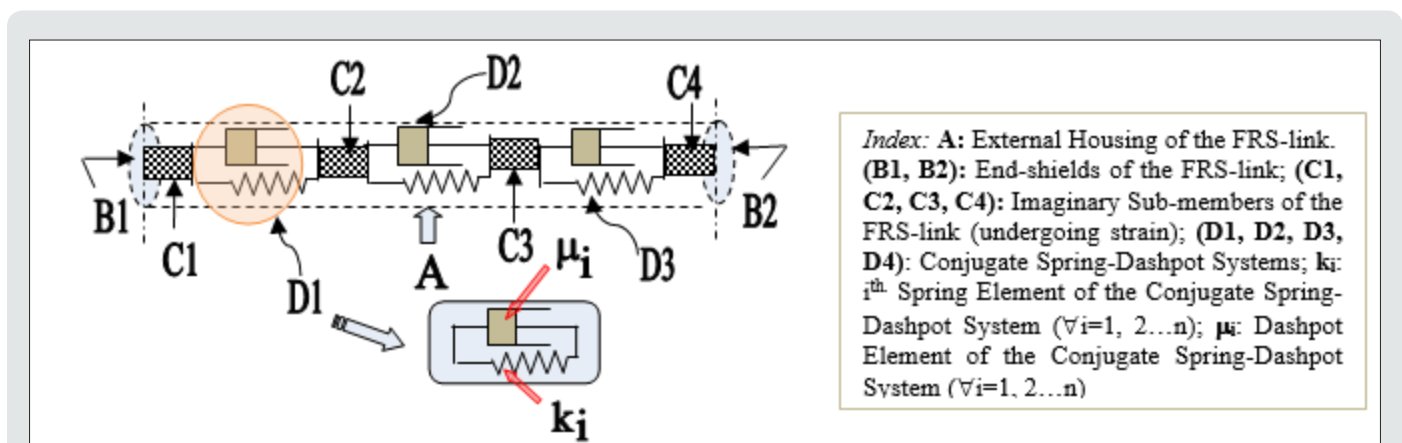 C2
D2
C4
B1
C1
D1
A
C3
D3
B2
μi
ki
Index: A: External Housing of the FRS-link.
(B1, B2): End-shields of the FRS-link; (C1,
C2, C3, C4): Imaginary Sub-members of the
FRS-link (undergoing strain); (D1, D2, D3,
D4): Conjugate Spring-Dashpot Systems; ki:
ith. Spring Element of the Conjugate Spring-
Dashpot System (∀i=1, 2...n); μi: Dashpot
Element of the Conjugate Spring-Dashpot
System (∀i=1, 2...n)